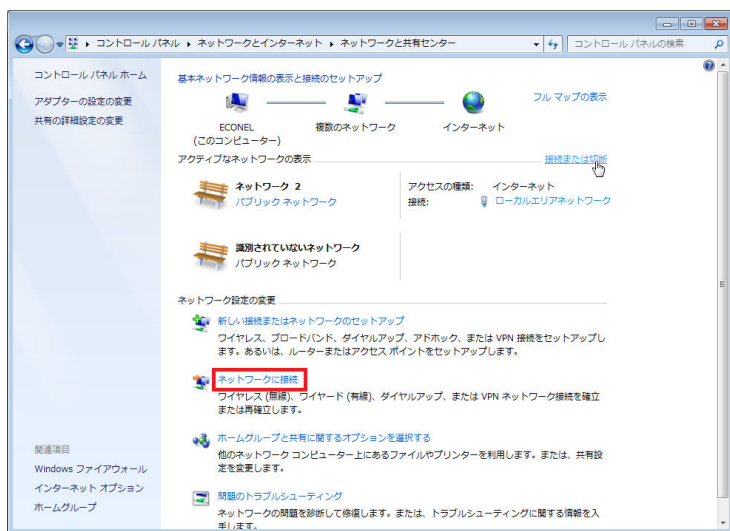 コントロール パネル ▸ ネットワークとインターネット ▸ ネットワークと共有センター
コントロール パネルの検索
コントロール パネル ホーム
アダプターの設定の変更
共有の詳細設定の変更
基本ネットワーク情報の表示と接続のセットアップ
フル マップの表示
ECONEL
(このコンピューター)
複数のネットワーク
インターネット
アクティブなネットワークの表示
接続または切断
ネットワーク 2
パブリック ネットワーク
アクセスの種類: インターネット
接続: ローカルエリアネットワーク
識別されていないネットワーク
パブリック ネットワーク
ネットワーク設定の変更
新しい接続またはネットワークのセットアップ
ワイヤレス、ブロードバンド、ダイヤルアップ、アドホック、または VPN 接続をセットアップし
ます。あるいは、ルーターまたはアクセス ポイントをセットアップします。
ネットワークに接続
ワイヤレス (無線)、ワイヤード (有線)、ダイヤルアップ、または VPN ネットワーク接続を確立
または再確立します。
ホームグループと共有に関するオプションを選択する
他のネットワーク コンピューター上にあるファイルやプリンターを利用します。または、共有設
定を変更します。
問題のトラブルシューティング
ネットワークの問題を診断して修復します。または、トラブルシューティングに関する情報を入
手します。
関連項目
Windows ファイアウォール
インターネット オプション
ホームグループ